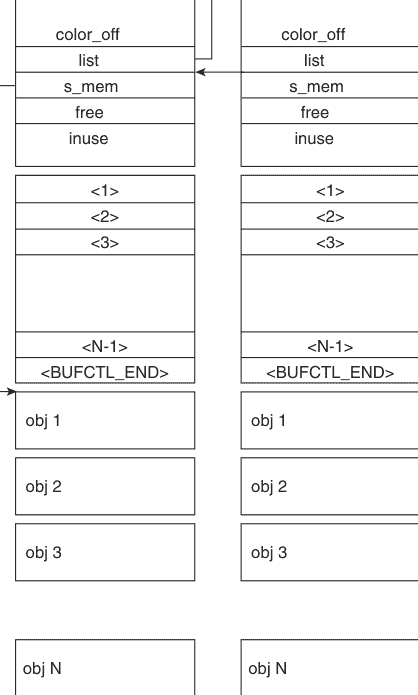 color_off
list
s_mem
free
inuse
<1>
<2>
<3>
<N-1>
<BUFCTL_END>
obj 1
obj 2
obj 3
obj N
color_off
list
s_mem
free
inuse
<1>
<2>
<3>
<N-1>
<BUFCTL_END>
obj 1
obj 2
obj 3
obj N